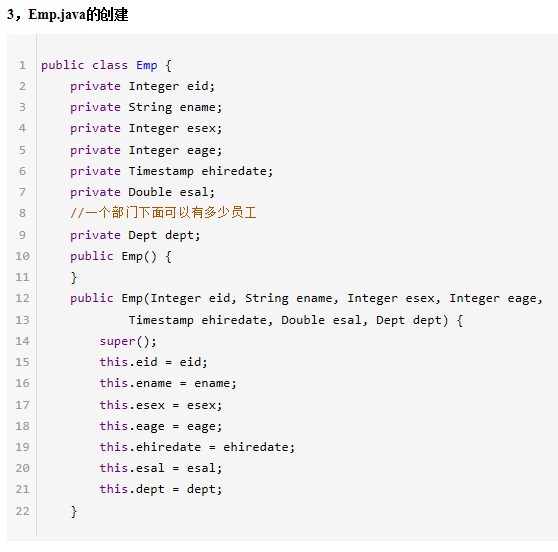 3，Emp.java的创建
1 public class Emp {
2     private Integer eid;
3     private String ename;
4     private Integer esex;
5     private Integer eage;
6     private Timestamp ehiredate;
7     private Double esal;
8     //一个部门下面可以有多少员工
9     private Dept dept;
10     public Emp() {
11     }
12     public Emp(Integer eid, String ename, Integer esex, Integer eage,
13             Timestamp ehiredate, Double esal, Dept dept) {
14         super();
15         this.eid = eid;
16         this.ename = ename;
17         this.esex = esex;
18         this.eage = eage;
19         this.ehiredate = ehiredate;
20         this.esal = esal;
21         this.dept = dept;
22     }